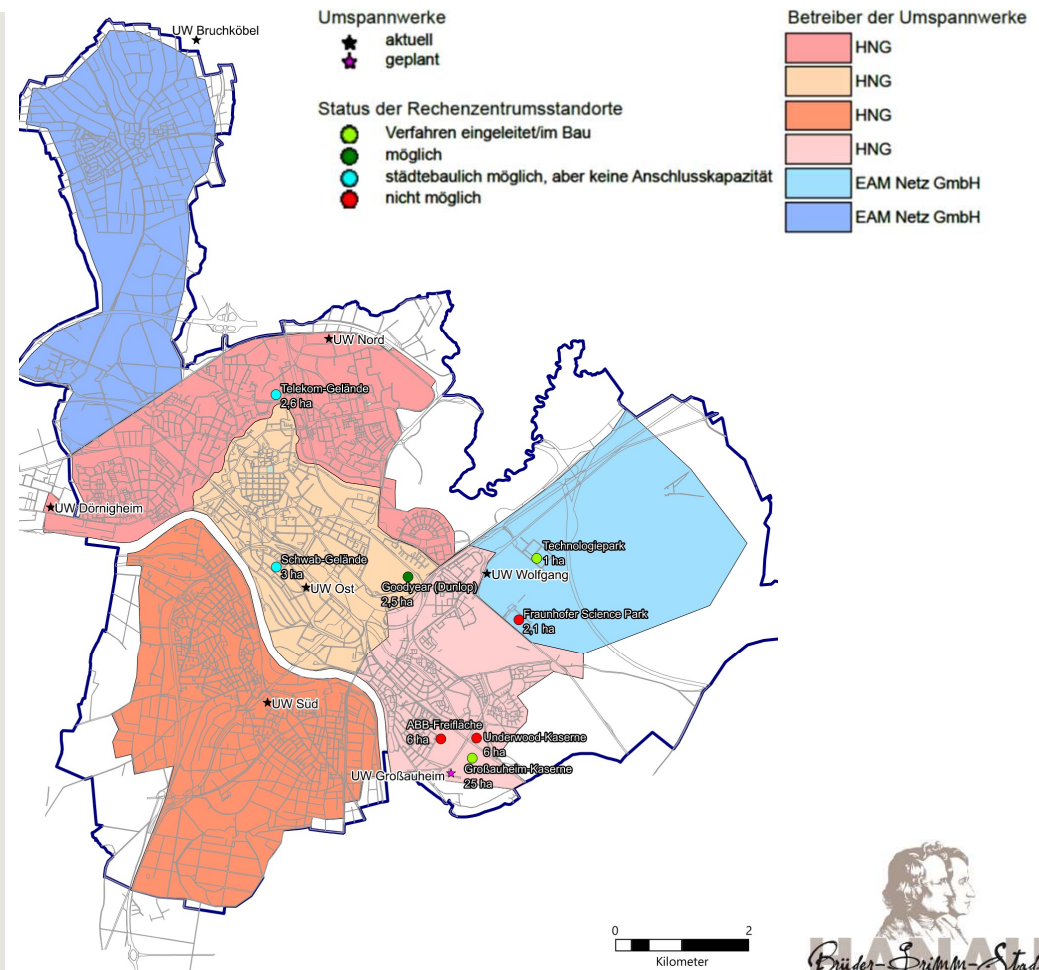 Umspannwerke
aktuell
geplant
Status der Rechenzentrumsstandorte
Verfahren eingeleitet/im Bau
möglich
städtebaulich möglich, aber keine Anschlusskapazität
nicht möglich
Betreiber der Umspannwerke
HNG
HNG
HNG
HNG
EAM Netz GmbH
EAM Netz GmbH
UW Bruchköbel
UW Nord
Telekom-Gelände
2,6 ha
UW Dörnigheim
Technologiepark
1 ha
Schwab-Gelände
3 ha
UW Ost
Goodyear (Dunlop)
2,5 ha
UW Wolfgang
Fraunhofer Science Park
2,1 ha
UW Süd
ABB-Freifläche
6 ha
Underwood-Kaserne
6 ha
UW Großauheim
Großauheim-Kaserne
25 ha
0 2
Kilometer
HANAU
Brüder-Grimm-Stadt